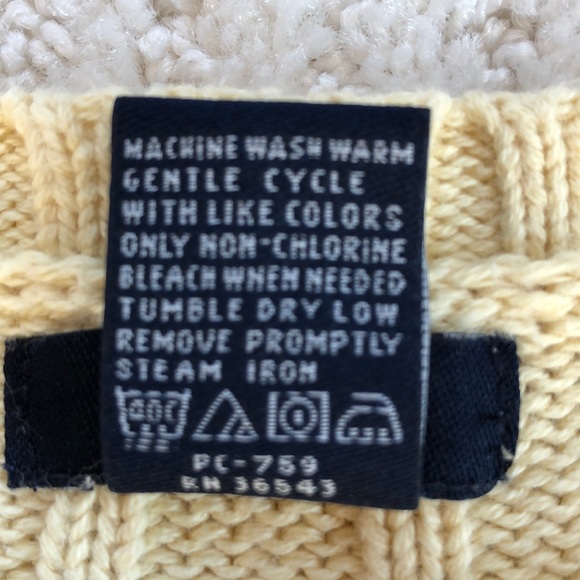 MACHINE WASH WARM
GENTLE CYCLE
WITH LIKE COLORS
ONLY NON-CHLORINE
BLEACH WHEN NEEDED
TUMBLE DRY LOW
REMOVE PROMPTLY
STEAM IRON
PC-759
RN 36543